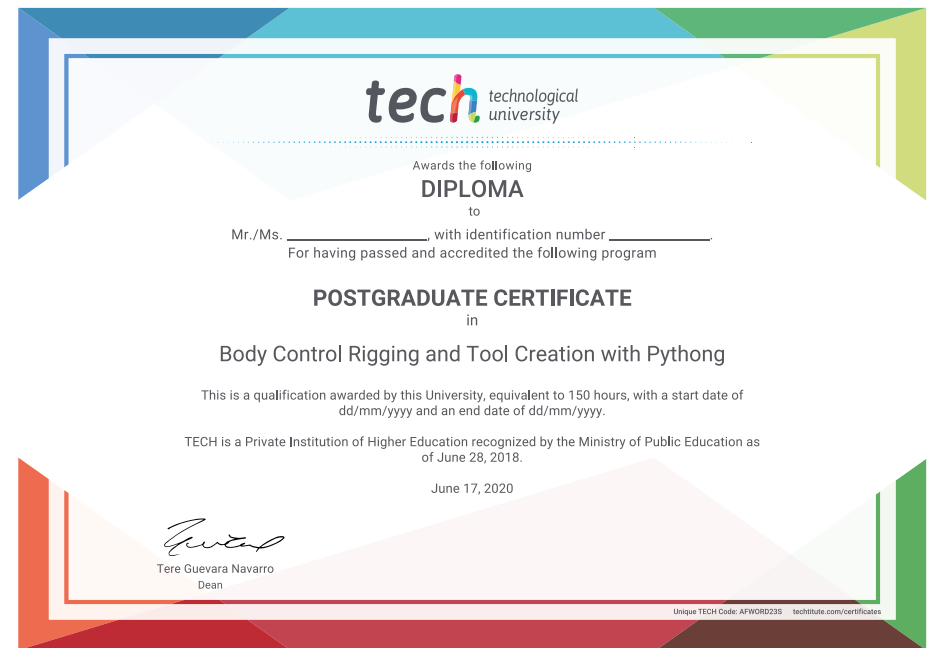 tech technological
university
Awards the following
DIPLOMA
to
Mr./Ms. ____________________, with identification number ______________.
For having passed and accredited the following program
POSTGRADUATE CERTIFICATE
in
Body Control Rigging and Tool Creation with Pythong
This is a qualification awarded by this University, equivalent to 150 hours, with a start date of
dd/mm/yyyy and an end date of dd/mm/yyyy.
TECH is a Private Institution of Higher Education recognized by the Ministry of Public Education as
of June 28, 2018.
June 17, 2020
Tere Guevara Navarro
Dean
Unique TECH Code: AFWORD23S techtitute.com/certificates